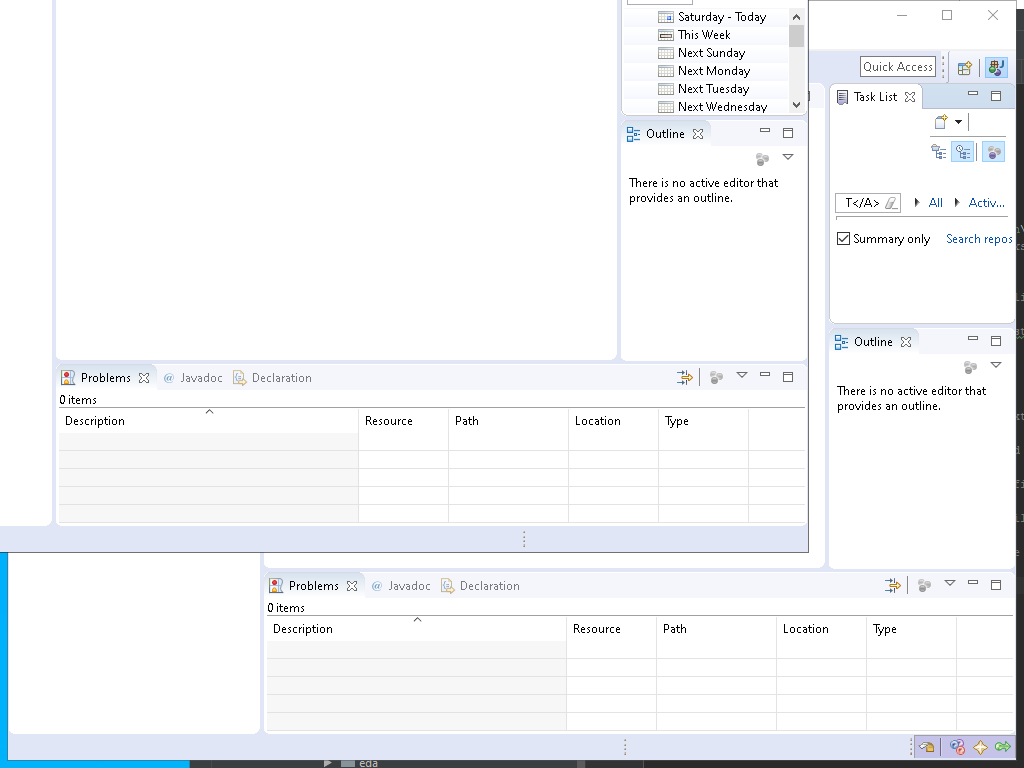 Saturday - Today
This Week
Next Sunday
Next Monday
Next Tuesday
Next Wednesday
Outline
There is no active editor that
provides an outline.
Problems
@ Javadoc
Declaration
0 items
Description
Resource
Path
Location
Type
Quick Access
Task List
T</A>
All
Activ...
Summary only
Search repos
Outline
There is no active editor that
provides an outline.
Problems
@ Javadoc
Declaration
0 items
Description
Resource
Path
Location
Type
eda